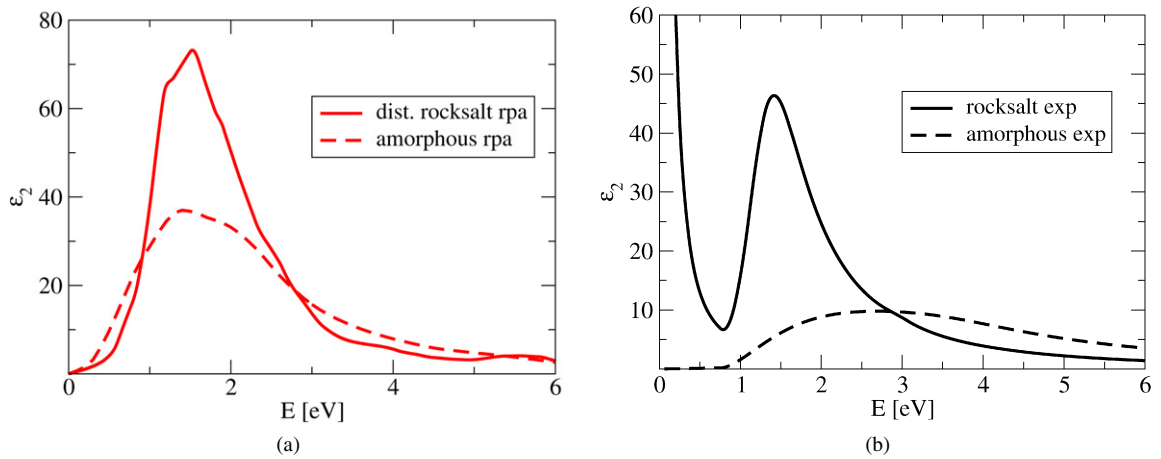 80
60
40
20
0
ε2
dist. rocksalt rpa
amorphous rpa
0 2 4 6
E [eV]
(a)
60
50
40
30
20
10
ε2
rocksalt exp
amorphous exp
0 1 2 3 4 5 6
E [eV]
(b)